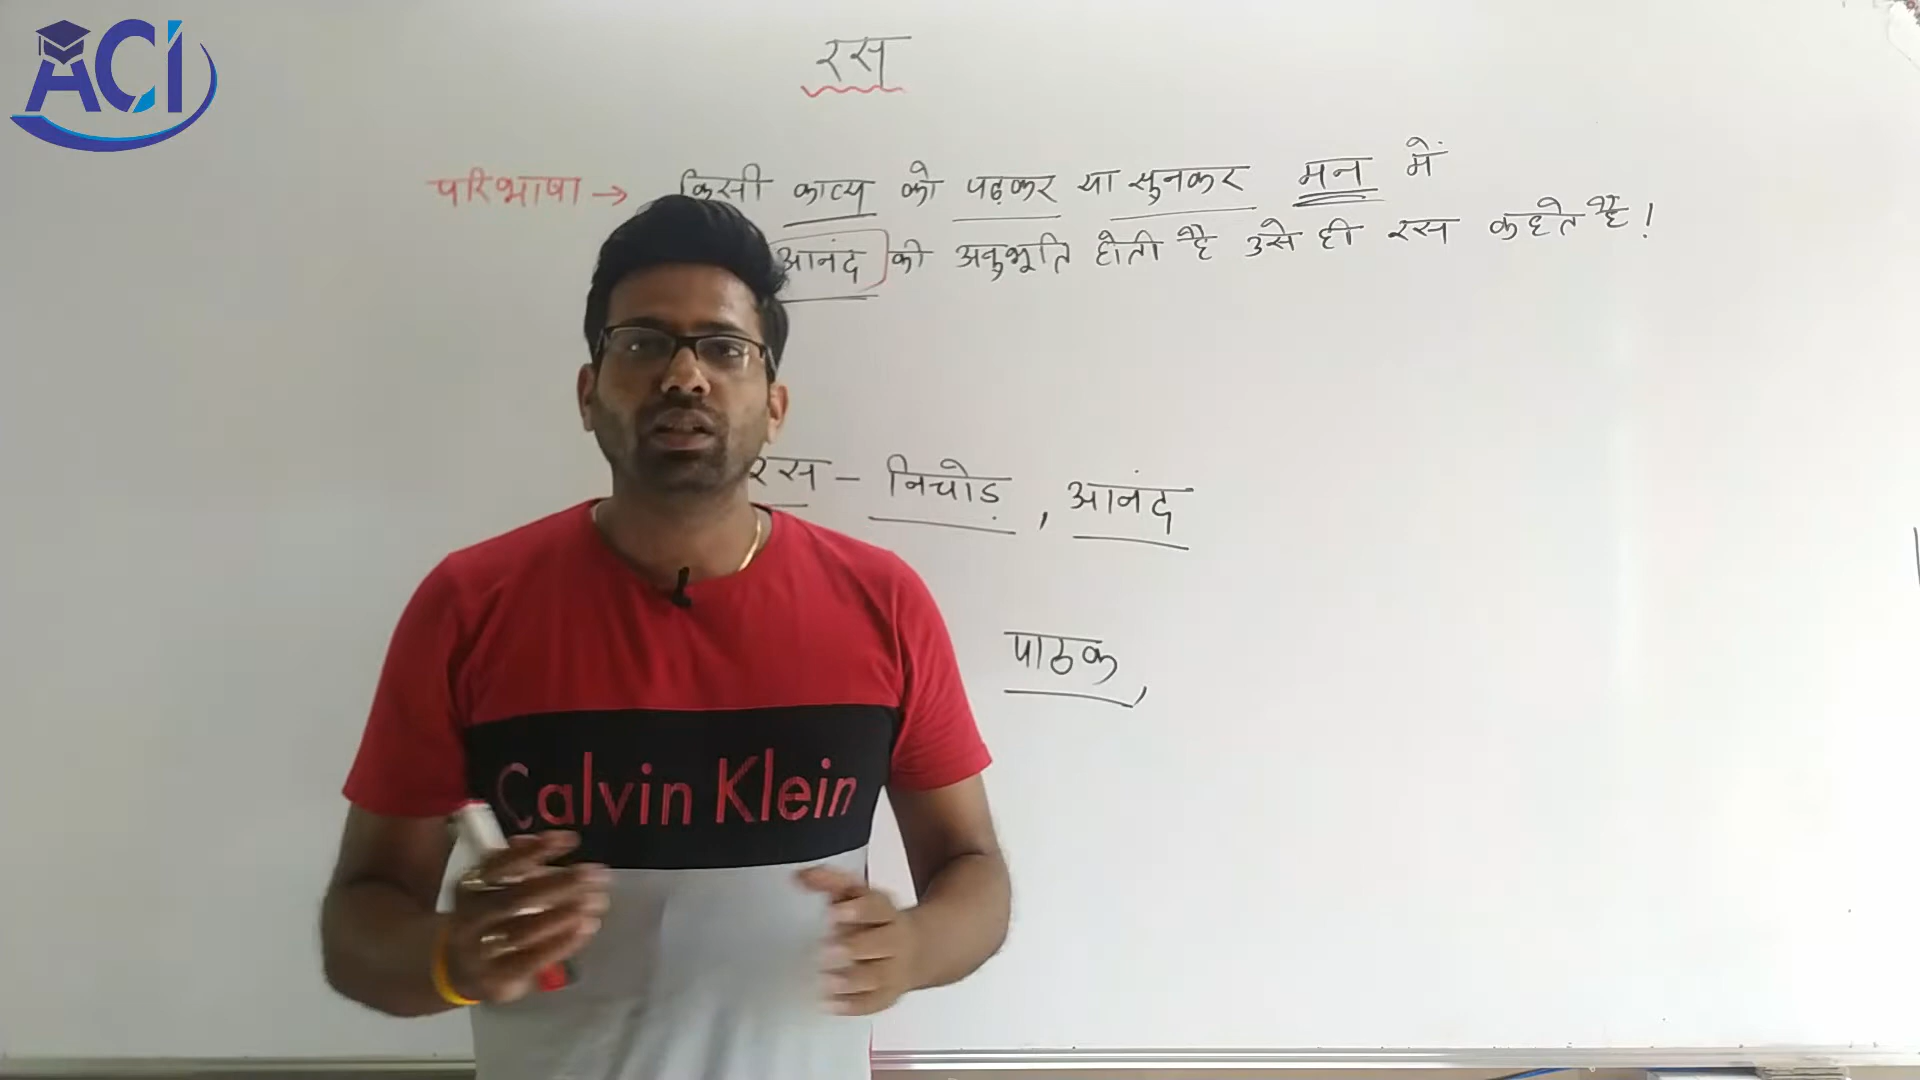 ACI
रस
परिभाषा → किसी काव्य को पढ़कर या सुनकर मन में
आनंद की अनुभूति होती है उसे ही रस कहते है!
रस – निचोड़ , आनंद
पाठक,
Calvin Klein